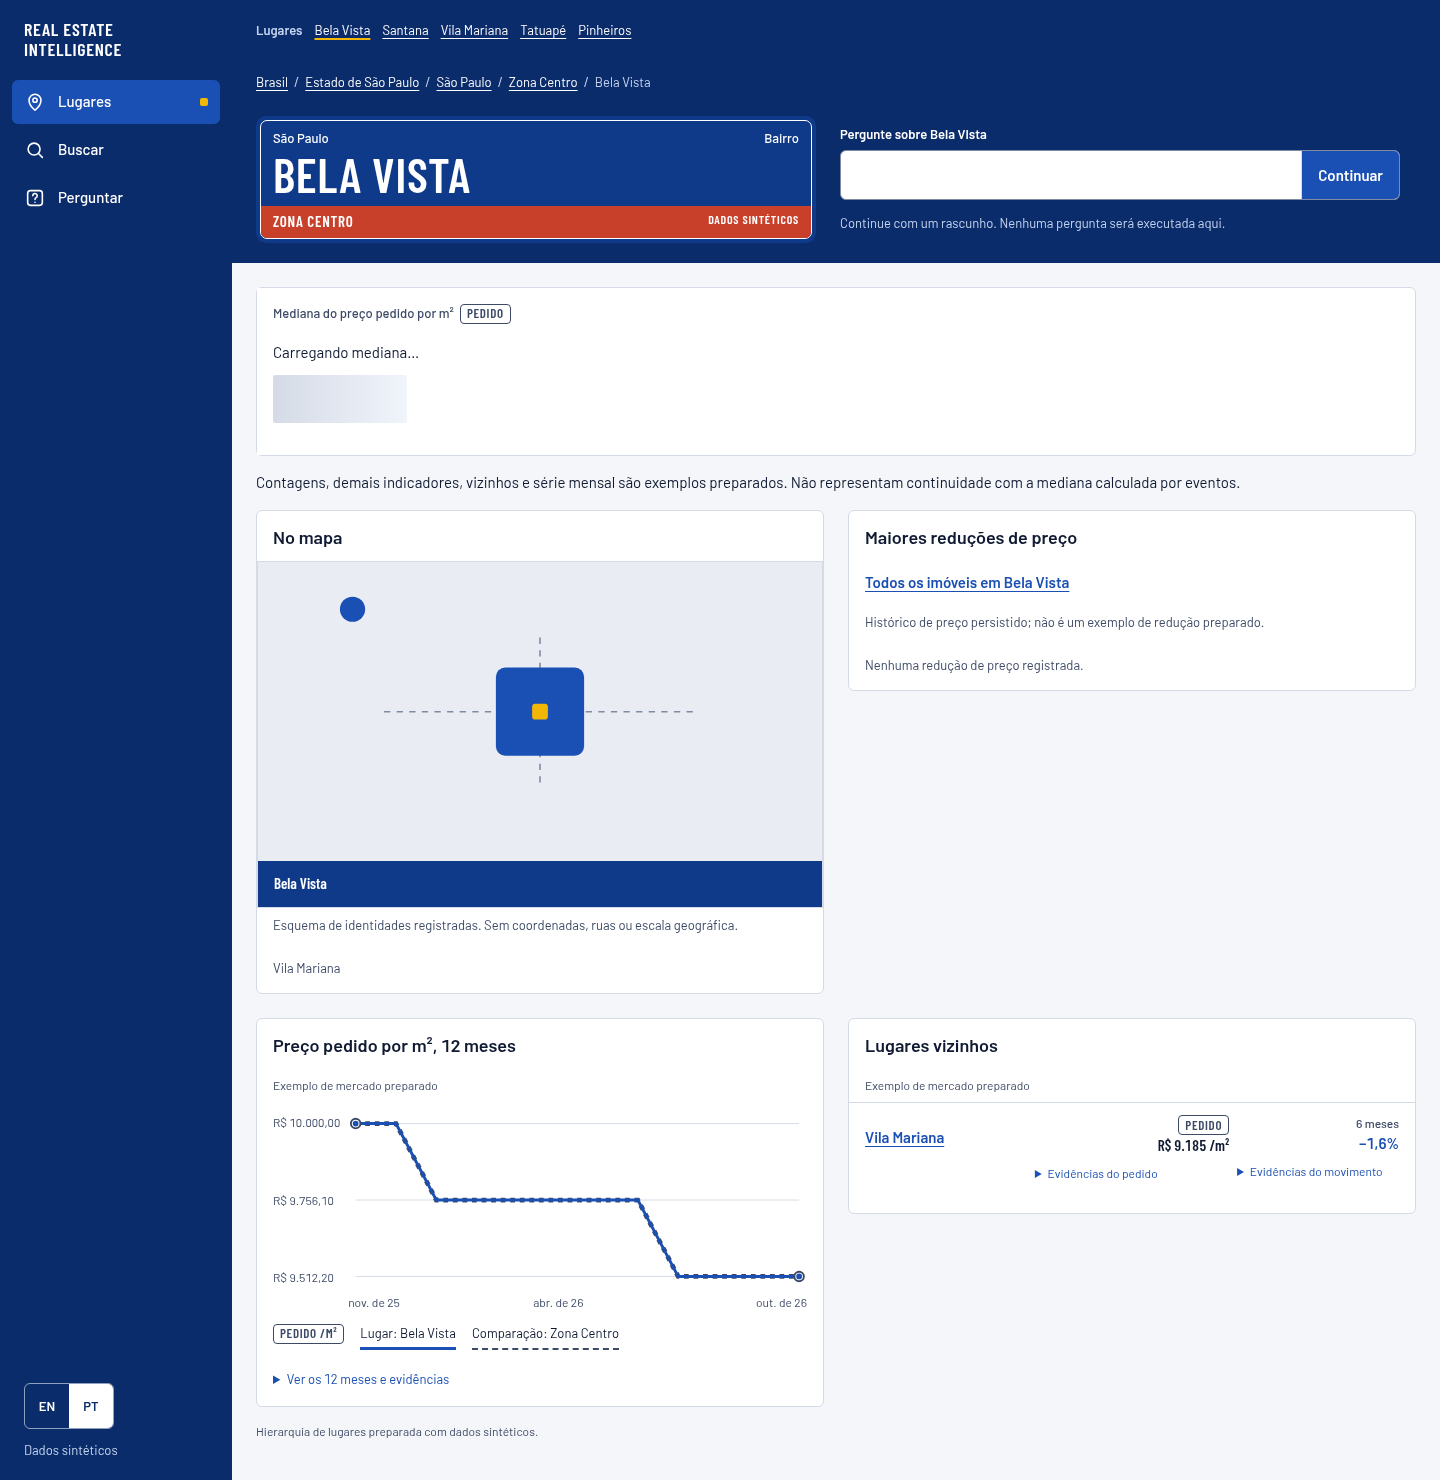 REAL ESTATE
INTELLIGENCE
Lugares
Buscar
Perguntar
EN
PT
Dados sintéticos
Lugares Bela Vista Santana Vila Mariana Tatuapé Pinheiros
Brasil / Estado de São Paulo / São Paulo / Zona Centro / Bela Vista
São Paulo Bairro
BELA VISTA
ZONA CENTRO DADOS SINTÉTICOS
Pergunte sobre Bela Vista
Continuar
Continue com um rascunho. Nenhuma pergunta será executada aqui.
Mediana do preço pedido por m² PEDIDO
Carregando mediana...
Contagens, demais indicadores, vizinhos e série mensal são exemplos preparados. Não representam continuidade com a mediana calculada por eventos.
No mapa
Bela Vista
Esquema de identidades registradas. Sem coordenadas, ruas ou escala geográfica.
Vila Mariana
Maiores reduções de preço
Todos os imóveis em Bela Vista
Histórico de preço persistido; não é um exemplo de redução preparado.
Nenhuma redução de preço registrada.
Preço pedido por m², 12 meses
Exemplo de mercado preparado
R$ 10.000,00
R$ 9.756,10
R$ 9.512,20
nov. de 25 abr. de 26 out. de 26
PEDIDO /M² Lugar: Bela Vista Comparação: Zona Centro
Ver os 12 meses e evidências
Lugares vizinhos
Exemplo de mercado preparado
Vila Mariana
PEDIDO
R$ 9.185 /m²
Evidências do pedido
6 meses
−1,6%
Evidências do movimento
Hierarquia de lugares preparada com dados sintéticos.